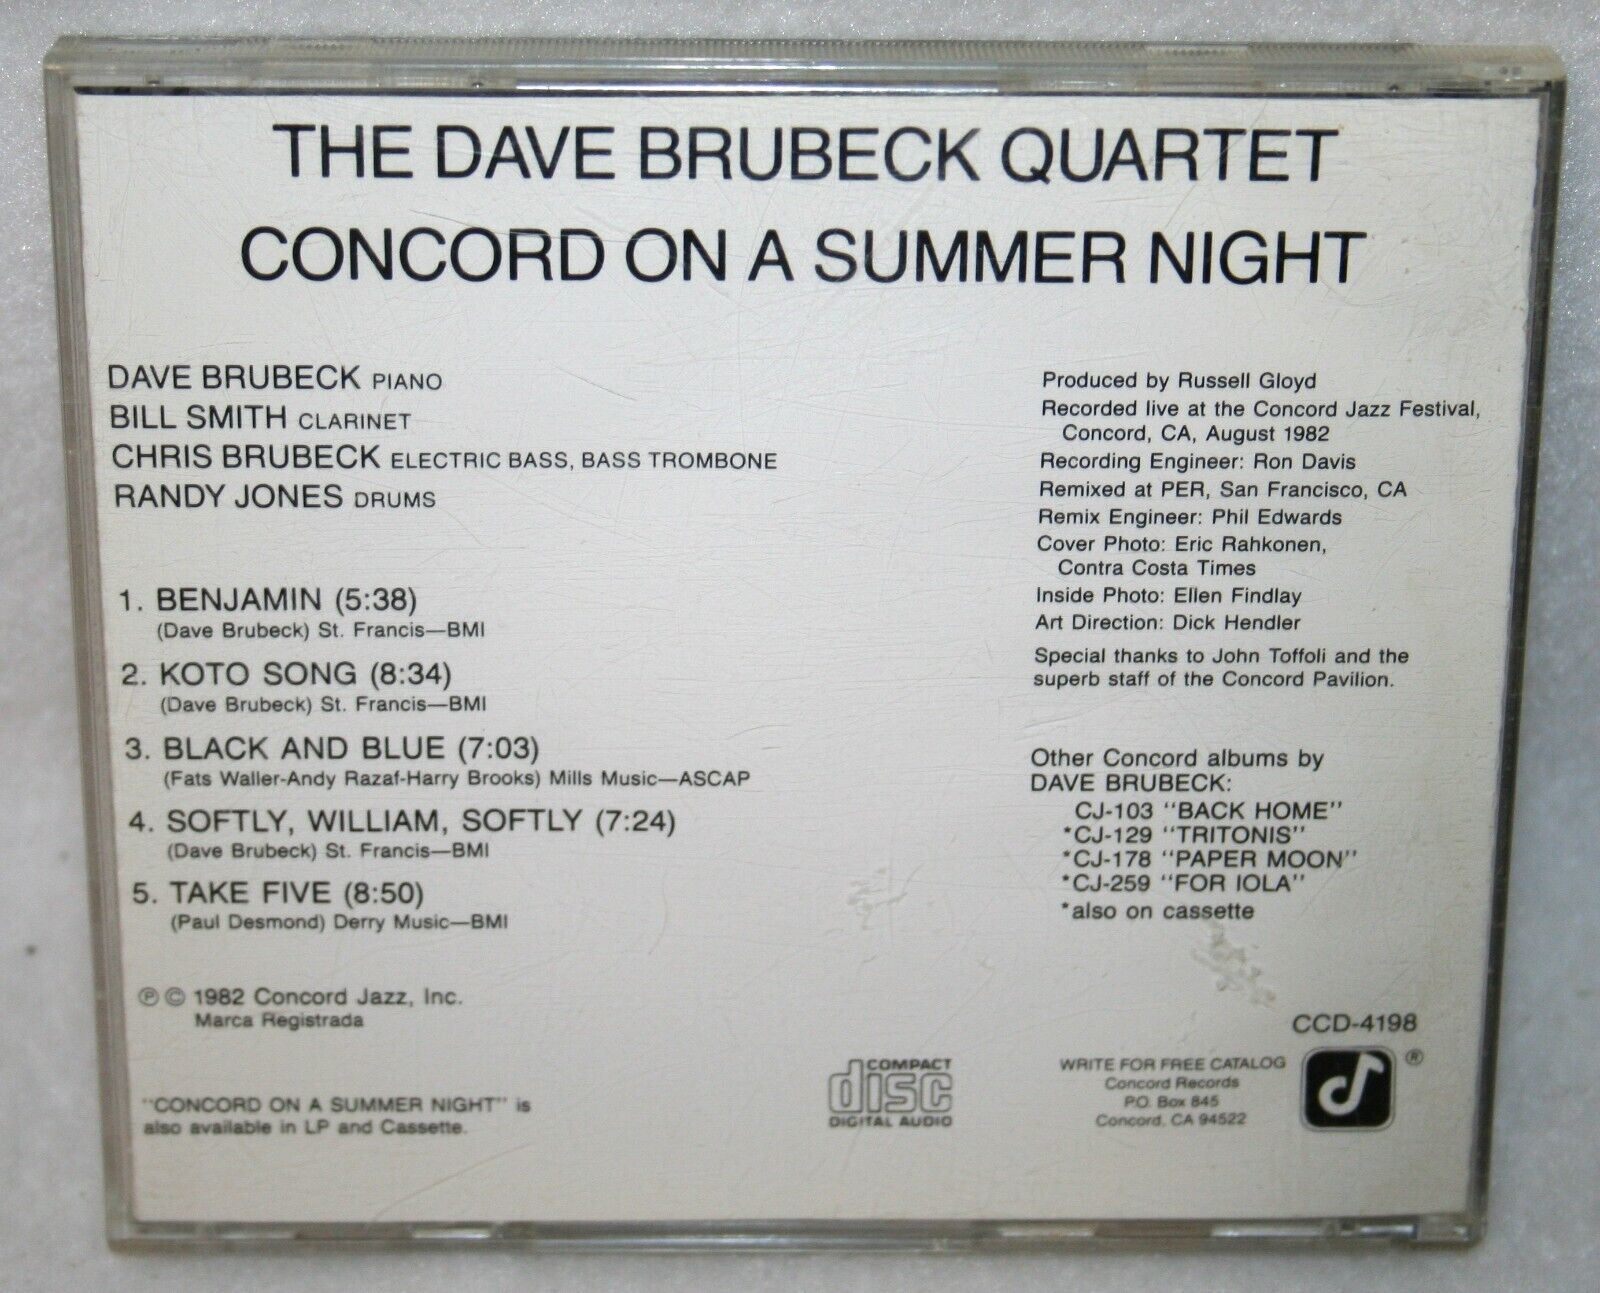 THE DAVE BRUBECK QUARTET
CONCORD ON A SUMMER NIGHT
DAVE BRUBECK PIANO
BILL SMITH CLARINET
CHRIS BRUBECK ELECTRIC BASS, BASS TROMBONE
RANDY JONES DRUMS
1. BENJAMIN (5:38)
(Dave Brubeck) St. Francis—BMI
2. KOTO SONG (8:34)
(Dave Brubeck) St. Francis—BMI
3. BLACK AND BLUE (7:03)
(Fats Waller-Andy Razaf-Harry Brooks) Mills Music—ASCAP
4. SOFTLY, WILLIAM, SOFTLY (7:24)
(Dave Brubeck) St. Francis—BMI
5. TAKE FIVE (8:50)
(Paul Desmond) Derry Music—BMI
℗ © 1982 Concord Jazz, Inc.
Marca Registrada
"CONCORD ON A SUMMER NIGHT" is
also available in LP and Cassette.
Produced by Russell Gloyd
Recorded live at the Concord Jazz Festival,
Concord, CA, August 1982
Recording Engineer: Ron Davis
Remixed at PER, San Francisco, CA
Remix Engineer: Phil Edwards
Cover Photo: Eric Rahkonen,
Contra Costa Times
Inside Photo: Ellen Findlay
Art Direction: Dick Hendler
Special thanks to John Toffoli and the
superb staff of the Concord Pavilion.
Other Concord albums by
DAVE BRUBECK:
CJ-103 "BACK HOME"
*CJ-129 "TRITONIS"
*CJ-178 "PAPER MOON"
*CJ-259 "FOR IOLA"
*also on cassette
CCD-4198
COMPACT
disc
DIGITAL AUDIO
WRITE FOR FREE CATALOG
Concord Records
P.O. Box 845
Concord, CA 94522
®